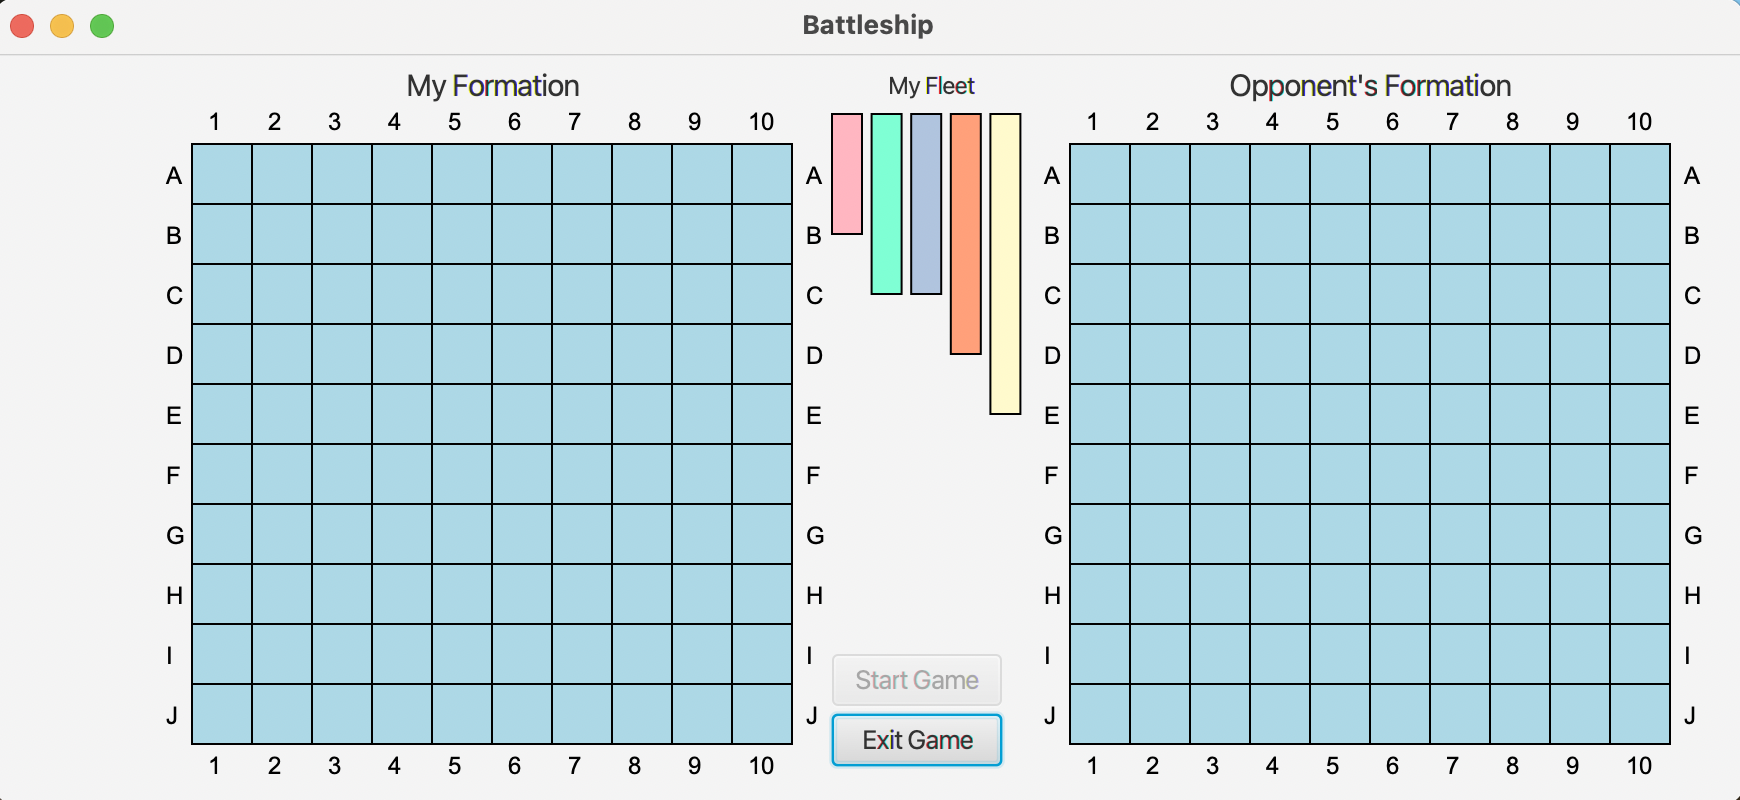 Battleship
My Formation
My Fleet
Opponent's Formation
1 2 3 4 5 6 7 8 9 10
1 2 3 4 5 6 7 8 9 10
A A A A
B B B B
C C C C
D D D D
E E E E
F F F F
G G G G
H H H H
I I I I
Start Game
J J J J
Exit Game
1 2 3 4 5 6 7 8 9 10
1 2 3 4 5 6 7 8 9 10